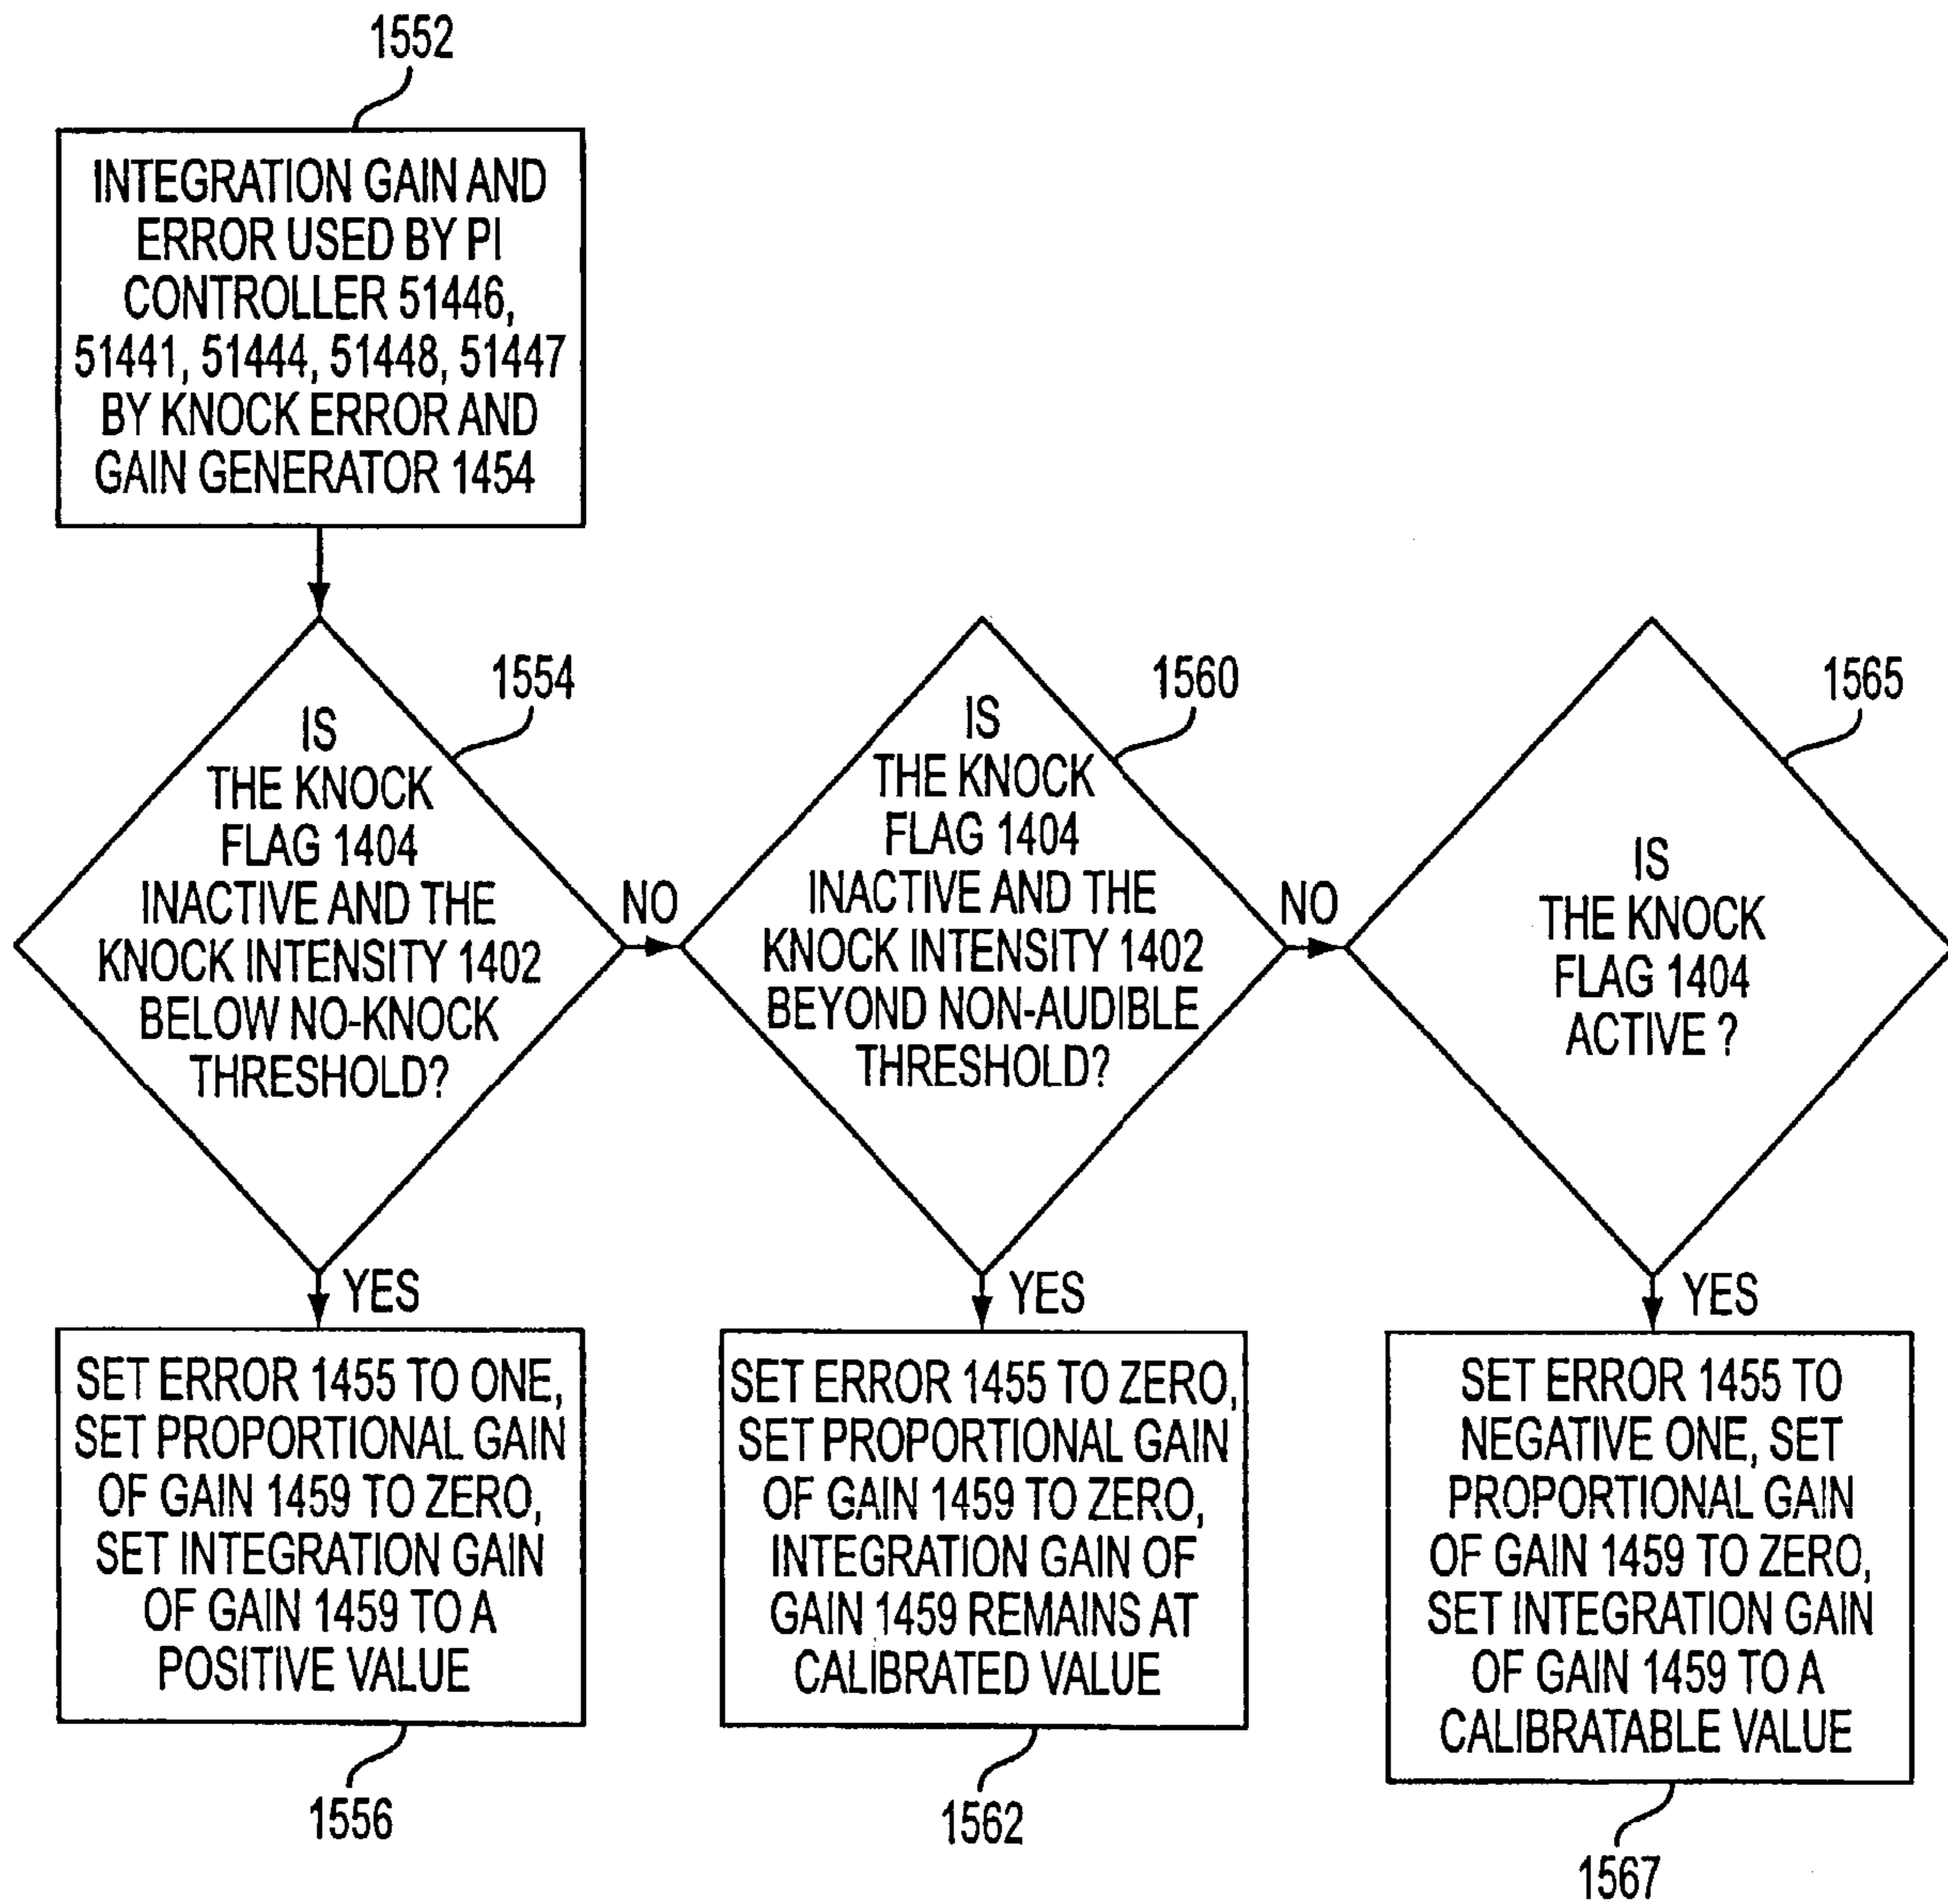 1552
INTEGRATION GAIN AND
ERROR USED BY PI
CONTROLLER 51446,
51441, 51444, 51448, 51447
BY KNOCK ERROR AND
GAIN GENERATOR 1454
1554
IS
THE KNOCK
FLAG 1404
INACTIVE AND THE
KNOCK INTENSITY 1402
BELOW NO-KNOCK
THRESHOLD?
NO
YES
1560
IS
THE KNOCK
FLAG 1404
INACTIVE AND THE
KNOCK INTENSITY 1402
BEYOND NON-AUDIBLE
THRESHOLD?
NO
YES
1565
IS
THE KNOCK
FLAG 1404
ACTIVE ?
YES
SET ERROR 1455 TO ONE,
SET PROPORTIONAL GAIN
OF GAIN 1459 TO ZERO,
SET INTEGRATION GAIN
OF GAIN 1459 TO A
POSITIVE VALUE
1556
SET ERROR 1455 TO ZERO,
SET PROPORTIONAL GAIN
OF GAIN 1459 TO ZERO,
INTEGRATION GAIN OF
GAIN 1459 REMAINS AT
CALIBRATED VALUE
1562
SET ERROR 1455 TO
NEGATIVE ONE, SET
PROPORTIONAL GAIN
OF GAIN 1459 TO ZERO,
SET INTEGRATION GAIN
OF GAIN 1459 TO A
CALIBRATABLE VALUE
1567